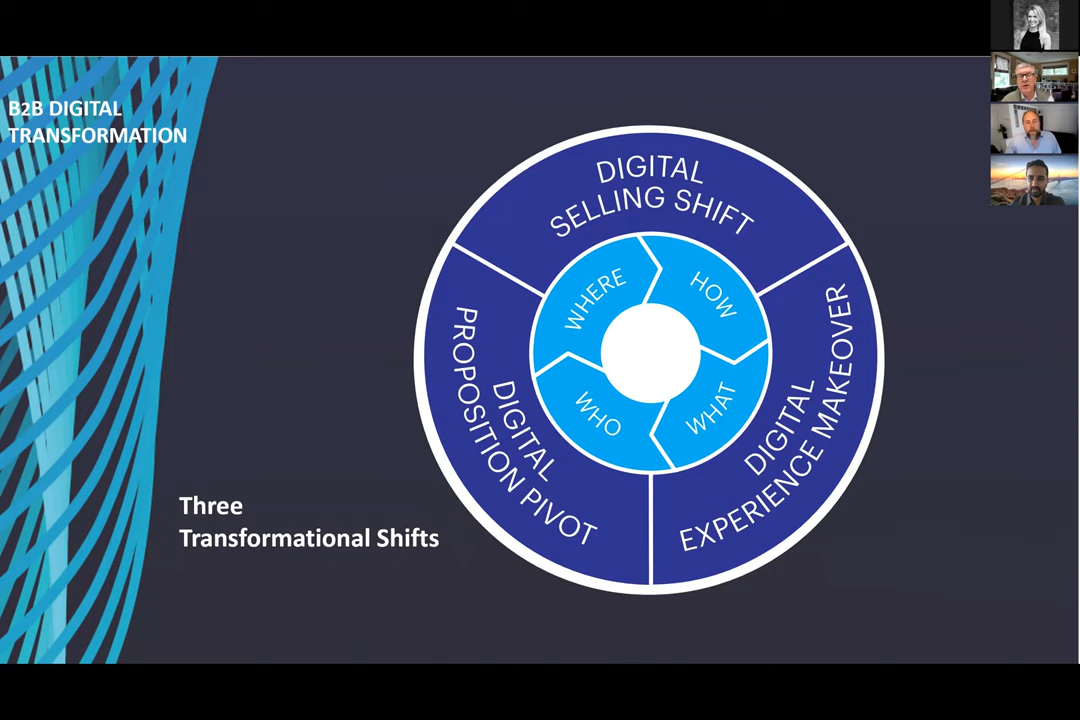 B2B DIGITAL
TRANSFORMATION
DIGITAL
SELLING SHIFT
WHERE
HOW
WHO
WHAT
DIGITAL
PROPOSITION PIVOT
DIGITAL
EXPERIENCE MAKEOVER
Three
Transformational Shifts